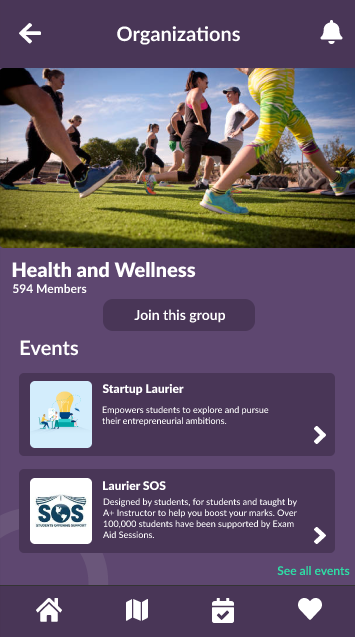 Organizations
Health and Wellness
594 Members
Join this group
Events
Startup Laurier
Empowers students to explore and pursue
their entrepreneurial ambitions.
Laurier SOS
Designed by students, for students and taught by
A+ Instructor to help you boost your marks. Over
100,000 students have been supported by Exam
Aid Sessions.
SOS
STUDENTS OFFERING SUPPORT
See all events